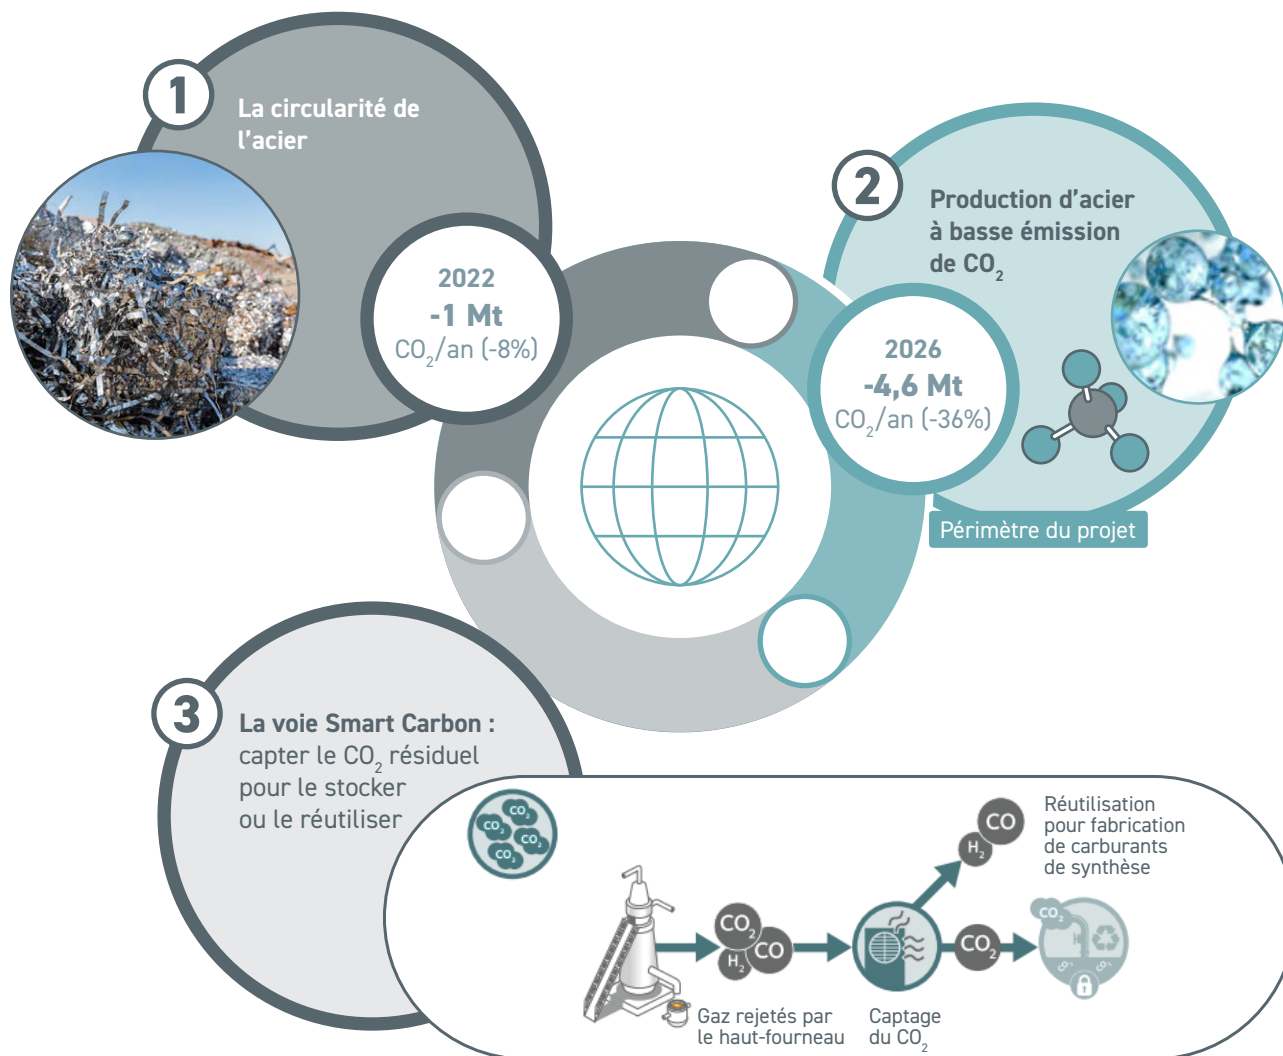 1
La circularité de
l’acier
2022
-1 Mt
CO₂/an (-8%)
2
Production d’acier
à basse émission
de CO₂
2026
-4,6 Mt
CO₂/an (-36%)
Périmètre du projet
3
La voie Smart Carbon :
capter le CO₂ résiduel
pour le stocker
ou le réutiliser
CO₂
CO₂
CO₂
CO₂
Réutilisation
pour fabrication
de carburants
de synthèse
CO
H₂
CO₂
CO
H₂
CO₂
CO₂
CO₂
CO₂
Gaz rejetés par
le haut-fourneau
Captage
du CO₂